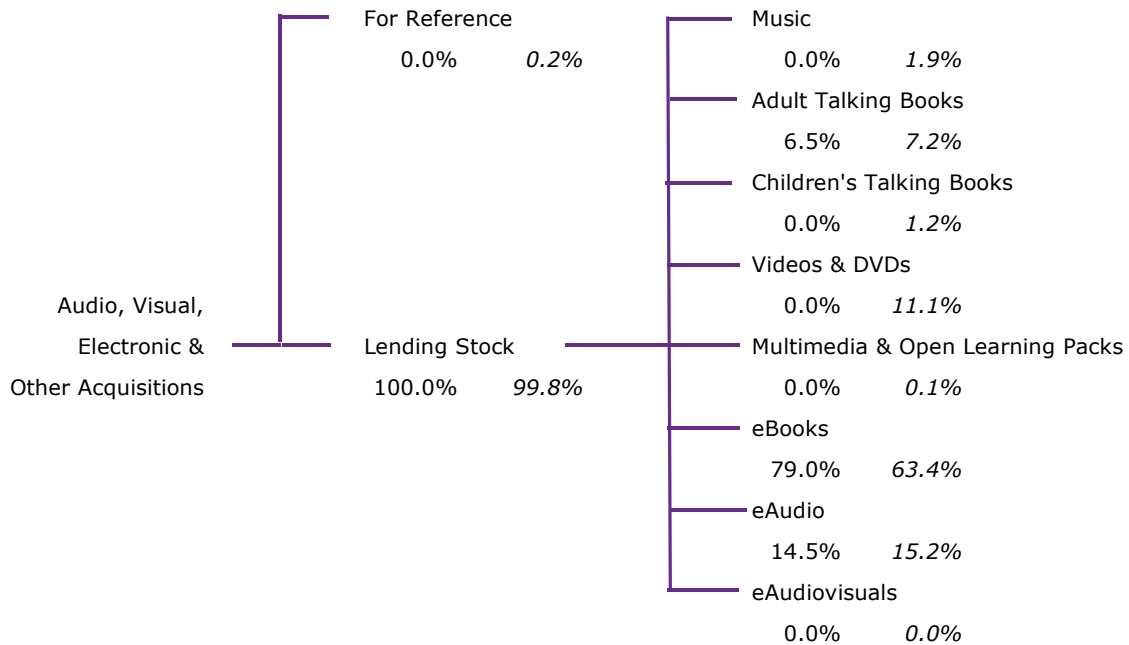 For Reference
0.0% 0.2%
Audio, Visual,
Electronic &
Other Acquisitions
Lending Stock
100.0% 99.8%
Music
0.0% 1.9%
Adult Talking Books
6.5% 7.2%
Children's Talking Books
0.0% 1.2%
Videos & DVDs
0.0% 11.1%
Multimedia & Open Learning Packs
0.0% 0.1%
eBooks
79.0% 63.4%
eAudio
14.5% 15.2%
eAudiovisuals
0.0% 0.0%